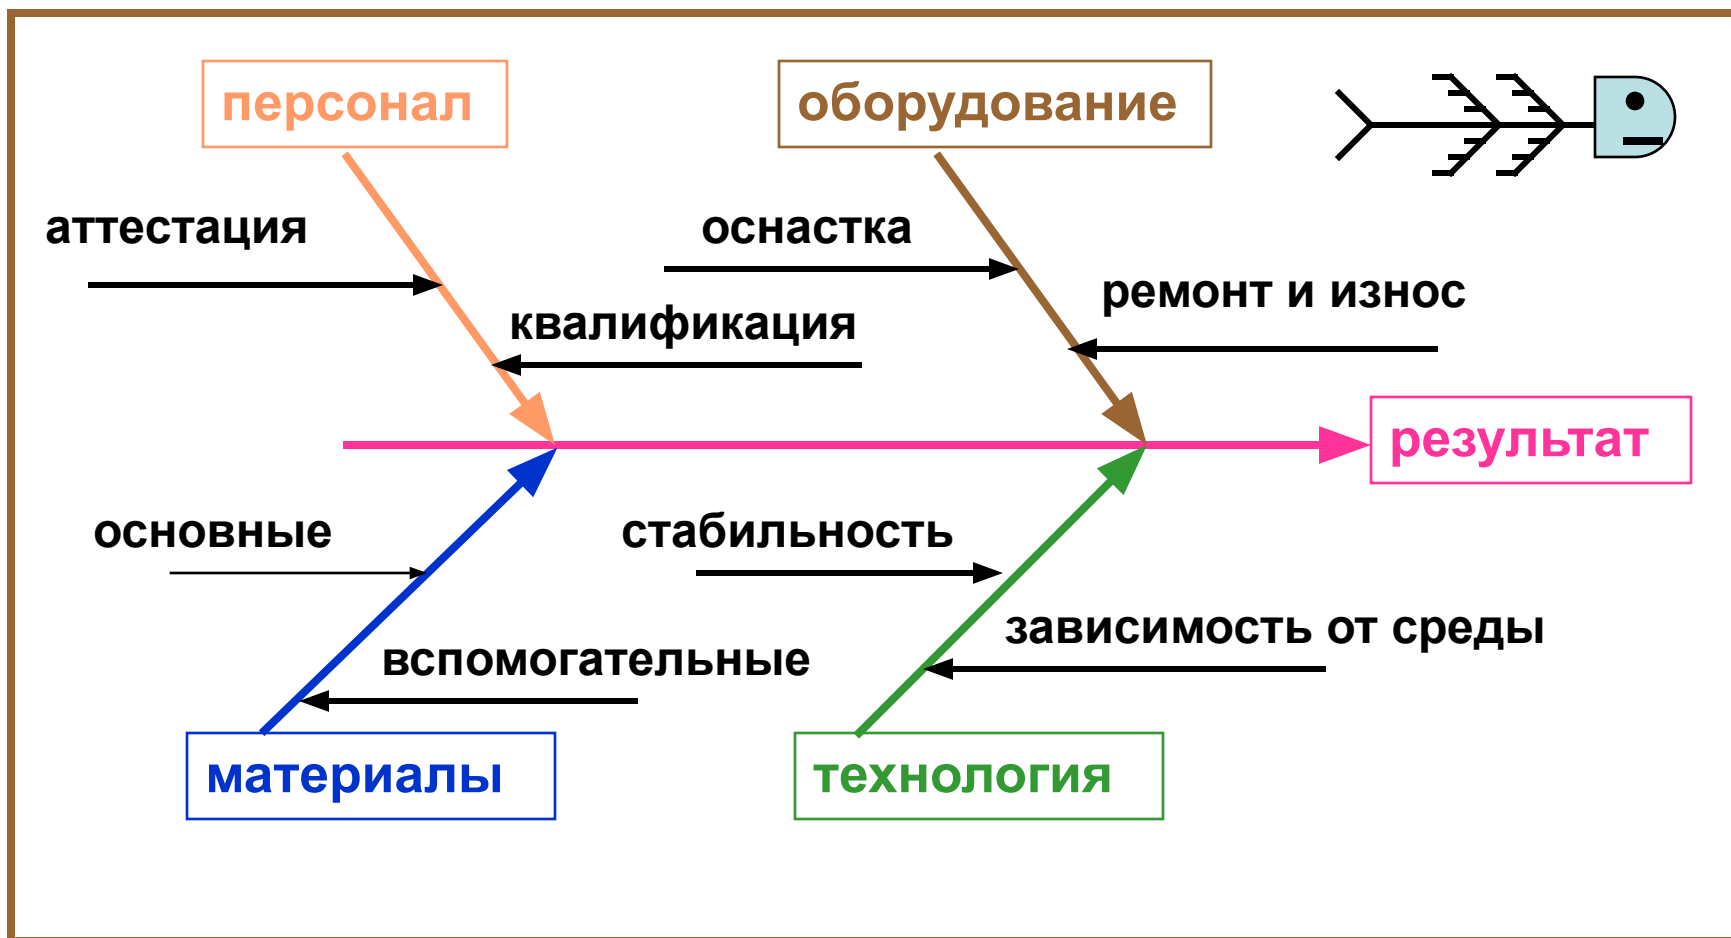 персонал
оборудование
аттестация
оснастка
ремонт и износ
квалификация
результат
основные
стабильность
зависимость от среды
вспомогательные
материалы
технология